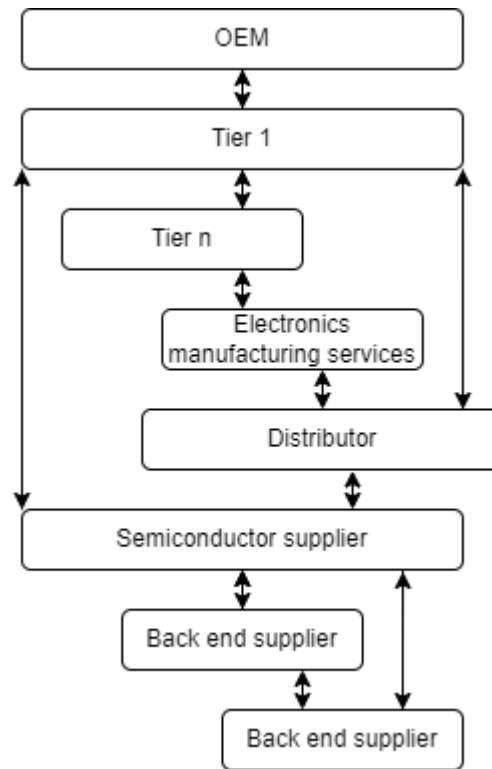 OEM
Tier 1
Tier n
Electronics
manufacturing services
Distributor
Semiconductor supplier
Back end supplier
Back end supplier